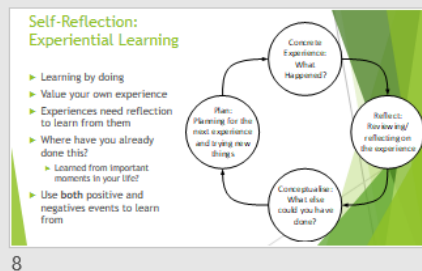 Self-Reflection:
Experiential Learning
Learning by doing
Value your own experience
Experiences need reflection
to learn from them
Where have you already
done this?
Learned from important
moments in your life?
Use both positive and
negatives events to learn
from
Concrete
Experience:
What
Happened?
Reflect:
Reviewing/
reflecting on
the experience
Conceptualise:
What else
could you have
done?
Plan:
Planning for the
next experience
and trying new
things
8